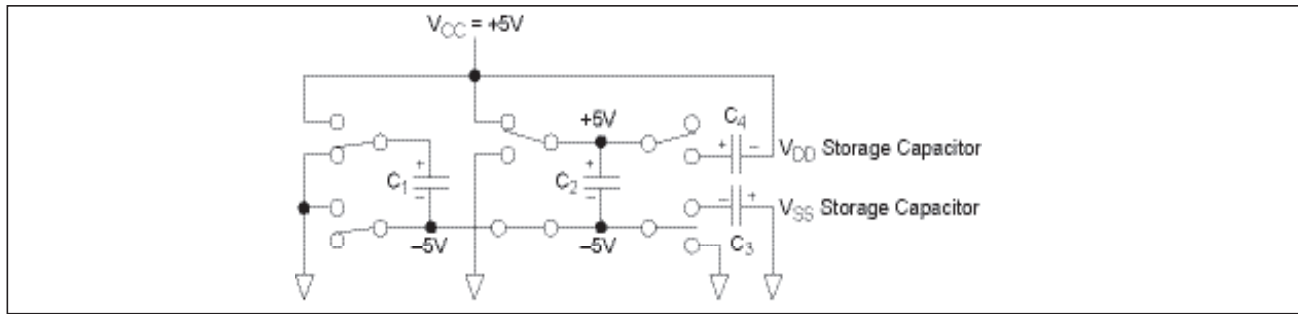 VCC = +5V
+5V
C4
+
–
VDD Storage Capacitor
+
C1
–
+
C2
–
–
+
VSS Storage Capacitor
C3
–5V
–5V